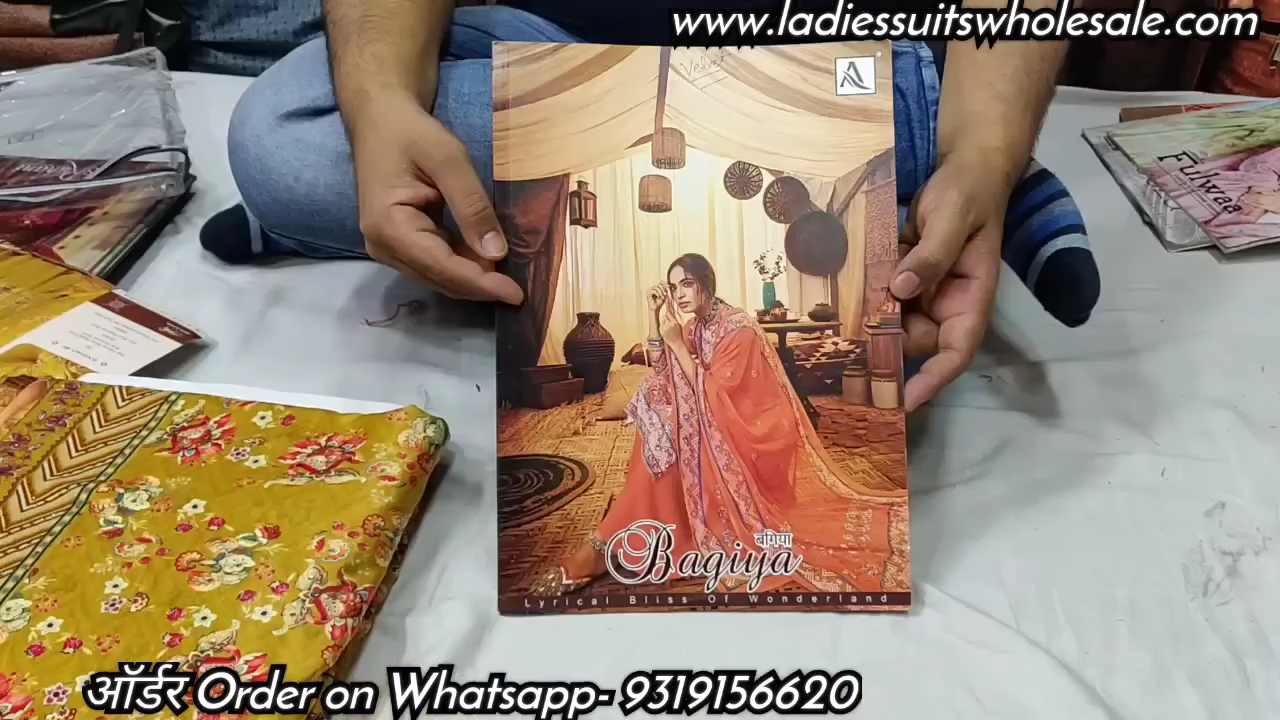 www.ladiessuitswholesale.com
Velvet
Fulwaa
बगिया
Bagiya
Lyrical Bliss Of Wonderland
ऑर्डर Order on Whatsapp- 9319156620